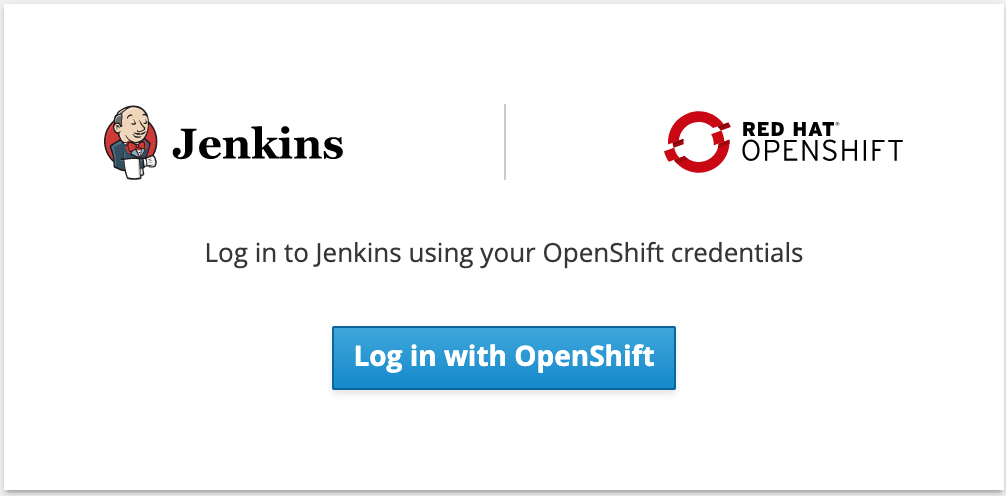 Jenkins
RED HAT®
OPENSHIFT
Log in to Jenkins using your OpenShift credentials
Log in with OpenShift